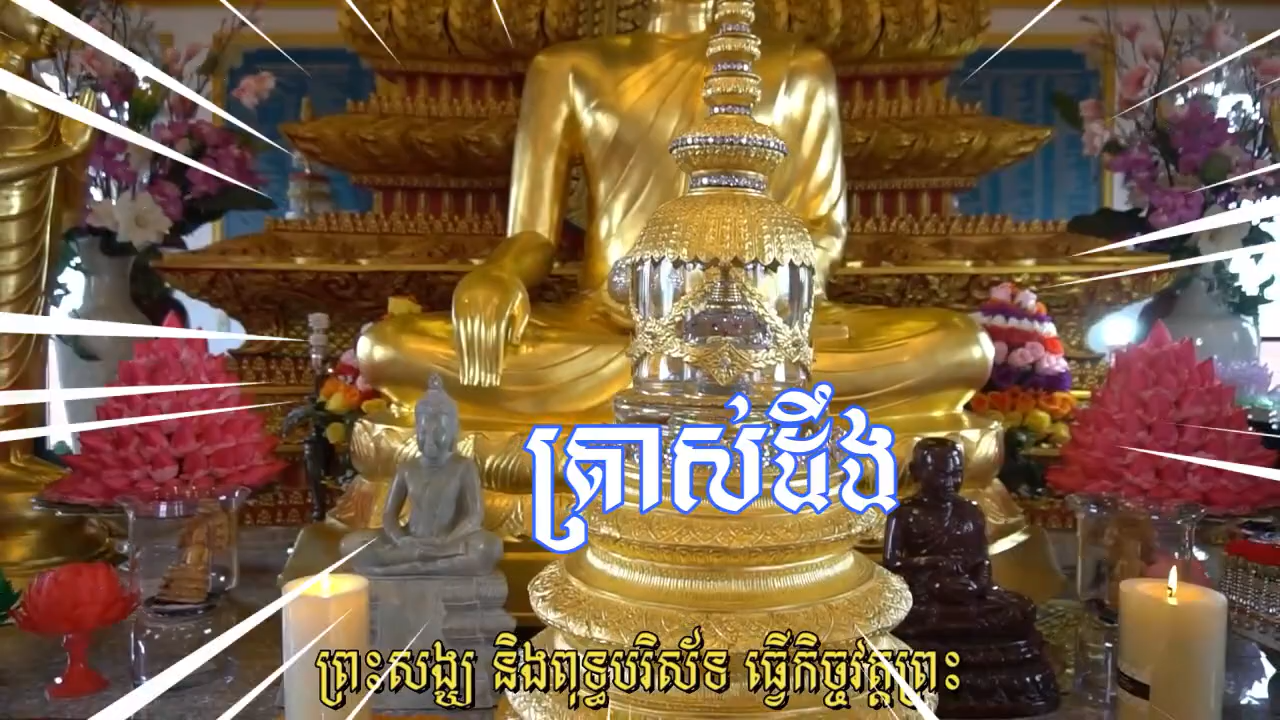 ត្រាស់ដឹង
ព្រះសង្ឃ និងពុទ្ធបរិស័ទ ធ្វើកិច្ចវត្តព្រះ